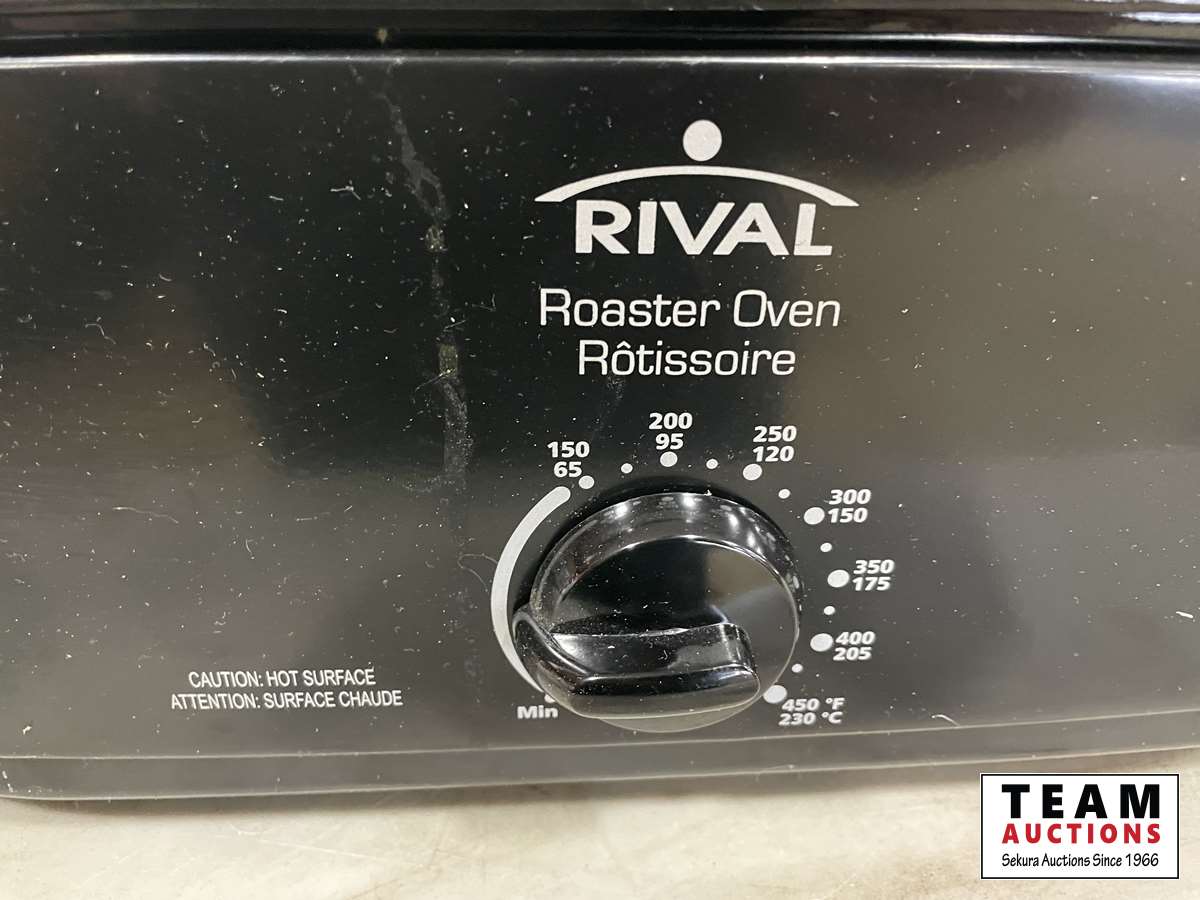 RIVAL
Roaster Oven
Rôtissoire
150
65
200
95
250
120
300
150
350
175
400
205
450 °F
230 °C
Min
CAUTION: HOT SURFACE
ATTENTION: SURFACE CHAUDE
TEAM
AUCTIONS
Sekura Auctions Since 1966